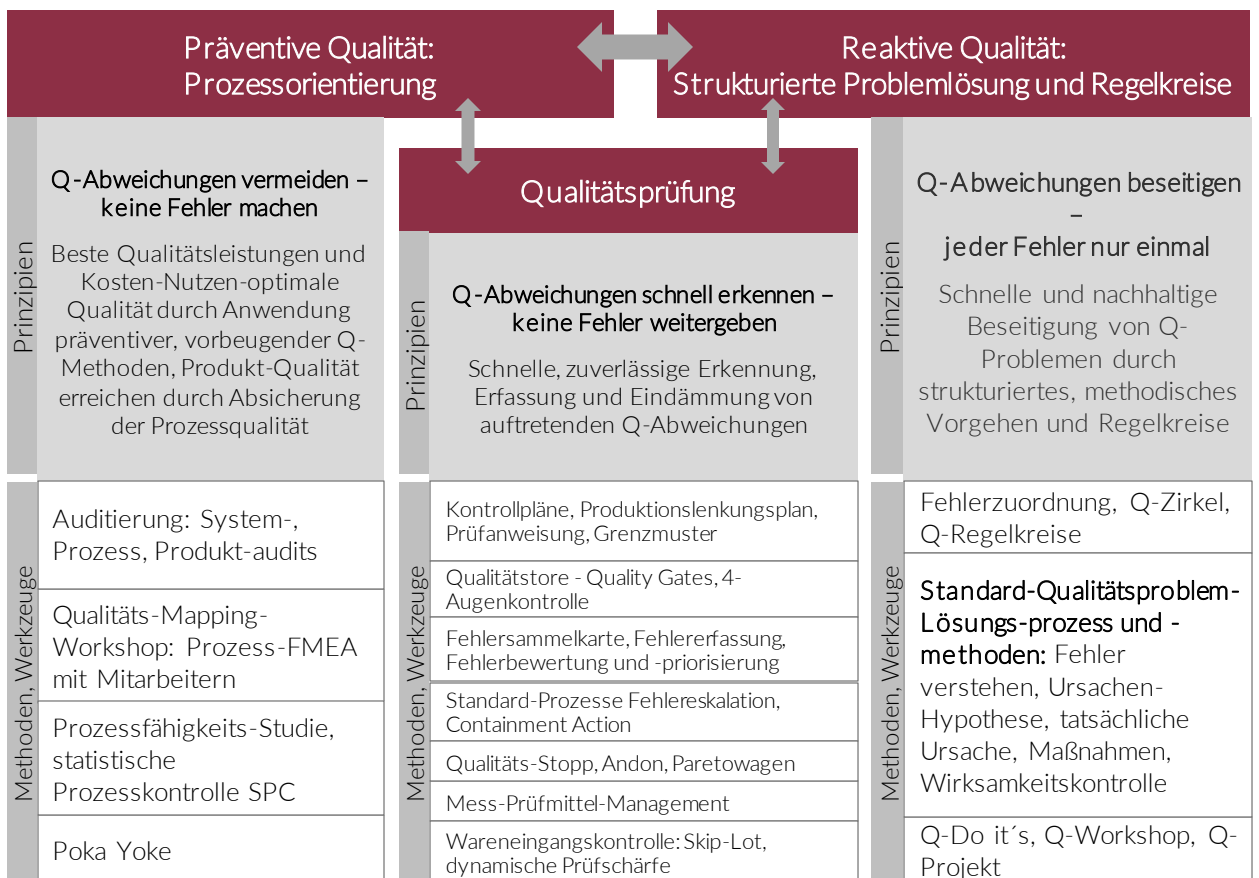 Präventive Qualität:
Prozessorientierung
Prinzipien
Q-Abweichungen vermeiden –
keine Fehler machen
Beste Qualitätsleistungen und
Kosten-Nutzen-optimale
Qualität durch Anwendung
präventiver, vorbeugender Q-
Methoden, Produkt-Qualität
erreichen durch Absicherung
der Prozessqualität
Methoden, Werkzeuge
Auditierung: System-,
Prozess, Produkt-audits
Qualitäts-Mapping-
Workshop: Prozess-FMEA
mit Mitarbeitern
Prozessfähigkeits-Studie,
statistische
Prozesskontrolle SPC
Poka Yoke
Qualitätsprüfung
Prinzipien
Q-Abweichungen schnell erkennen –
keine Fehler weitergeben
Schnelle, zuverlässige Erkennung,
Erfassung und Eindämmung von
auftretenden Q-Abweichungen
Methoden, Werkzeuge
Kontrollpläne, Produktionslenkungsplan,
Prüfanweisung, Grenzmuster
Qualitätstore - Quality Gates, 4-
Augenkontrolle
Fehlersammelkarte, Fehlererfassung,
Fehlerbewertung und -priorisierung
Standard-Prozesse Fehlereskalation,
Containment Action
Qualitäts-Stopp, Andon, Paretowagen
Mess-Prüfmittel-Management
Wareneingangskontrolle: Skip-Lot,
dynamische Prüfschärfe
Reaktive Qualität:
Strukturierte Problemlösung und Regelkreise
Prinzipien
Q-Abweichungen beseitigen
–
jeder Fehler nur einmal
Schnelle und nachhaltige
Beseitigung von Q-
Problemen durch
strukturiertes, methodisches
Vorgehen und Regelkreise
Methoden, Werkzeuge
Fehlerzuordnung, Q-Zirkel,
Q-Regelkreise
Standard-Qualitätsproblem-
Lösungs-prozess und -
methoden: Fehler
verstehen, Ursachen-
Hypothese, tatsächliche
Ursache, Maßnahmen,
Wirksamkeitskontrolle
Q-Do it´s, Q-Workshop, Q-
Projekt